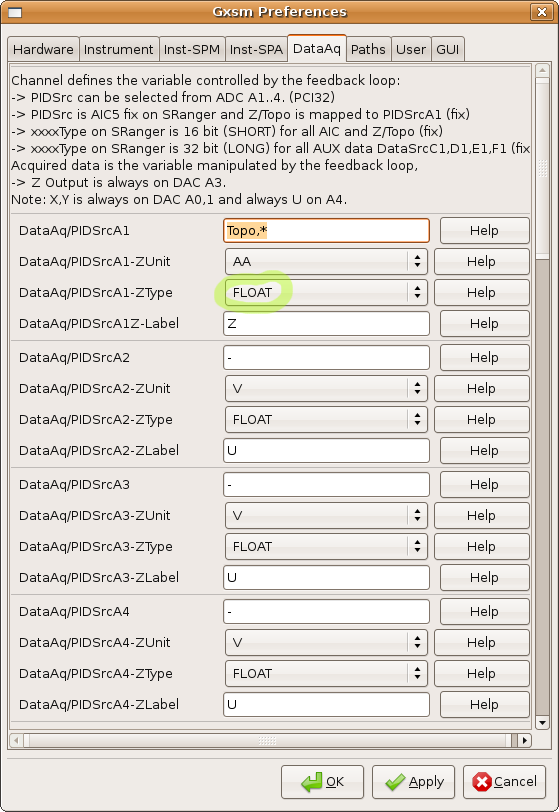 Gxsm Preferences
Hardware Instrument Inst-SPM Inst-SPA DataAq Paths User GUI
Channel defines the variable controlled by the feedback loop:
-> PIDSrc can be selected from ADC A1..4. (PCI32)
-> PIDSrc is AIC5 fix on SRanger and Z/Topo is mapped to PIDSrcA1 (fix)
-> xxxxType on SRanger is 16 bit (SHORT) for all AIC and Z/Topo (fix)
-> xxxxType on SRanger is 32 bit (LONG) for all AUX data DataSrcC1,D1,E1,F1 (fix
Acquired data is the variable manipulated by the feedback loop,
-> Z Output is always on DAC A3.
Note: X,Y is always on DAC A0,1 and always U on A4.
DataAq/PIDSrcA1 Topo,* Help
DataAq/PIDSrcA1-ZUnit AA Help
DataAq/PIDSrcA1-ZType FLOAT Help
DataAq/PIDSrcA1Z-Label Z Help
DataAq/PIDSrcA2 - Help
DataAq/PIDSrcA2-ZUnit V Help
DataAq/PIDSrcA2-ZType FLOAT Help
DataAq/PIDSrcA2-ZLabel U Help
DataAq/PIDSrcA3 - Help
DataAq/PIDSrcA3-ZUnit V Help
DataAq/PIDSrcA3-ZType FLOAT Help
DataAq/PIDSrcA3-ZLabel U Help
DataAq/PIDSrcA4 - Help
DataAq/PIDSrcA4-ZUnit V Help
DataAq/PIDSrcA4-ZType FLOAT Help
DataAq/PIDSrcA4-ZLabel U Help
OK Apply Cancel